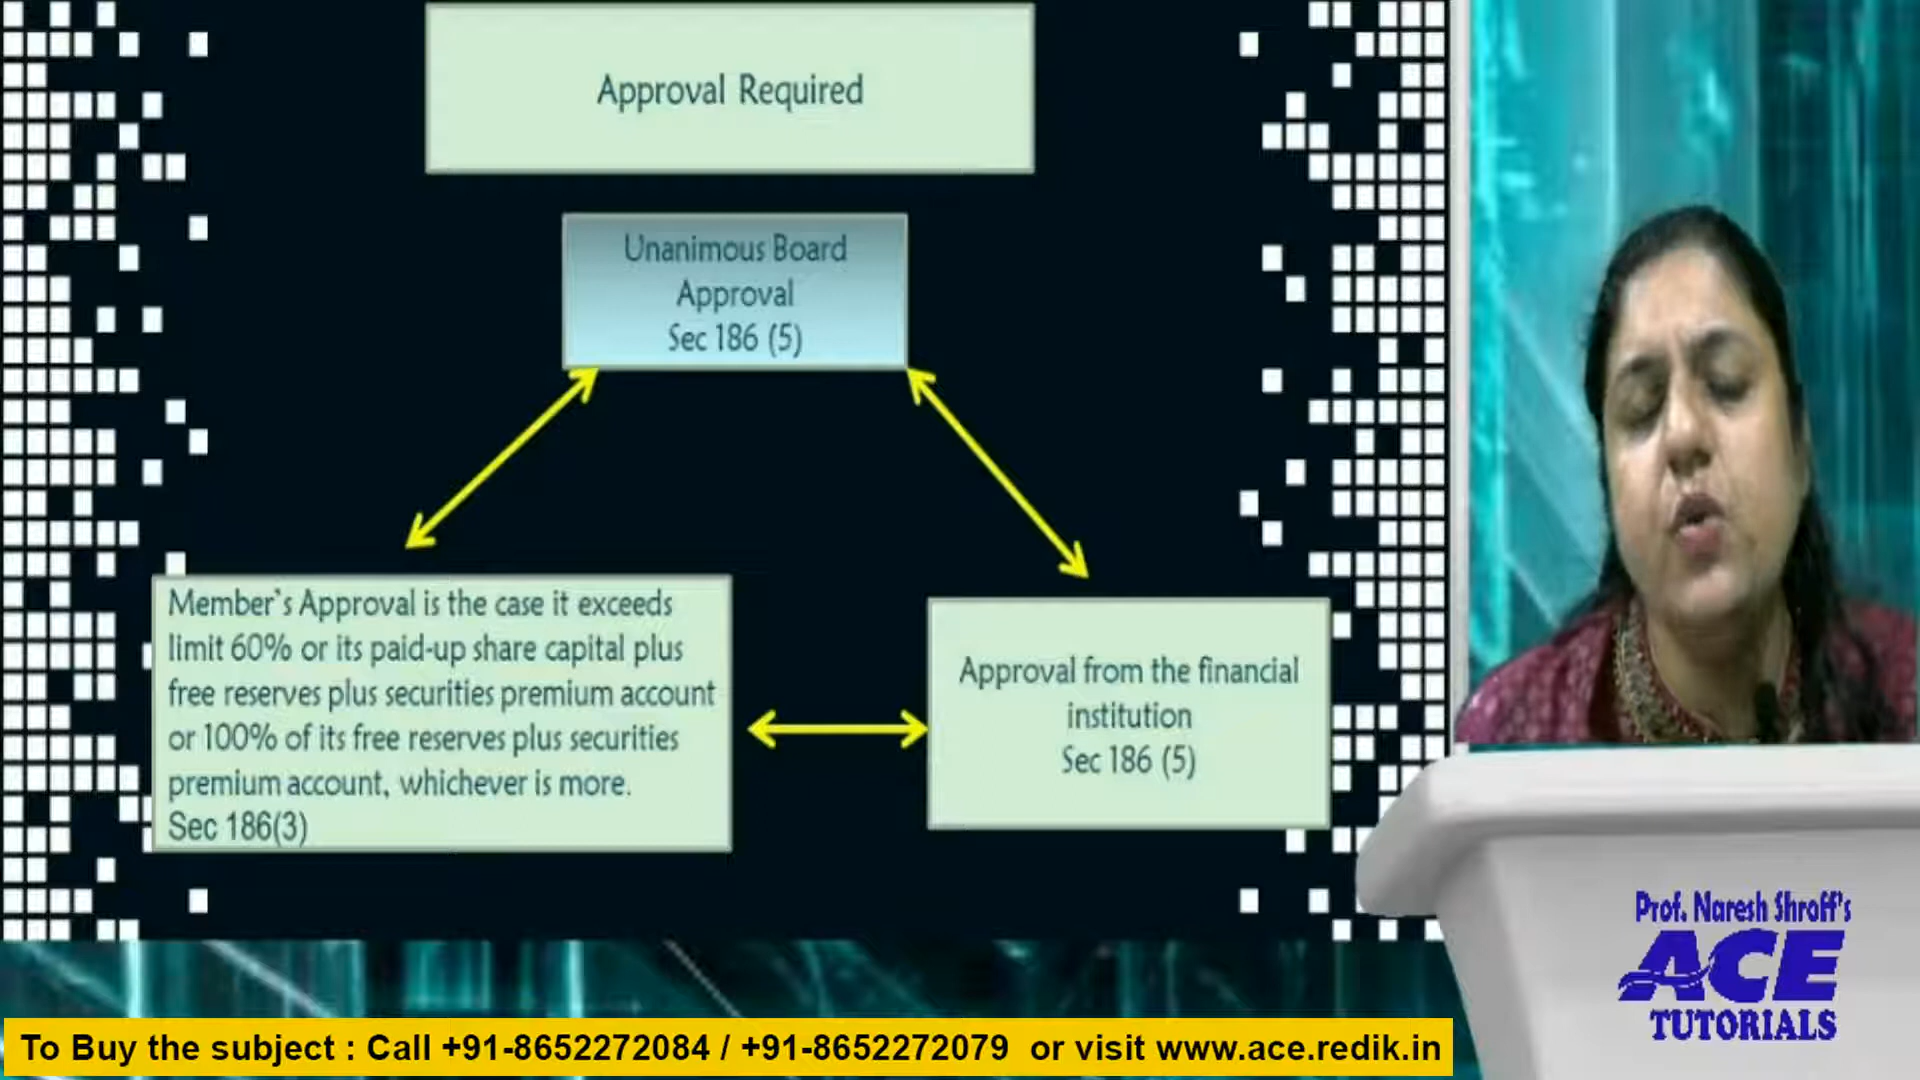 Approval Required
Unanimous Board
Approval
Sec 186 (5)
Member's Approval is the case it exceeds
limit 60% or its paid-up share capital plus
free reserves plus securities premium account
or 100% of its free reserves plus securities
premium account, whichever is more.
Sec 186(3)
Approval from the financial
institution
Sec 186 (5)
Prof. Naresh Shroff's
ACE
TUTORIALS
To Buy the subject : Call +91-8652272084 / +91-8652272079 or visit www.ace.redik.in